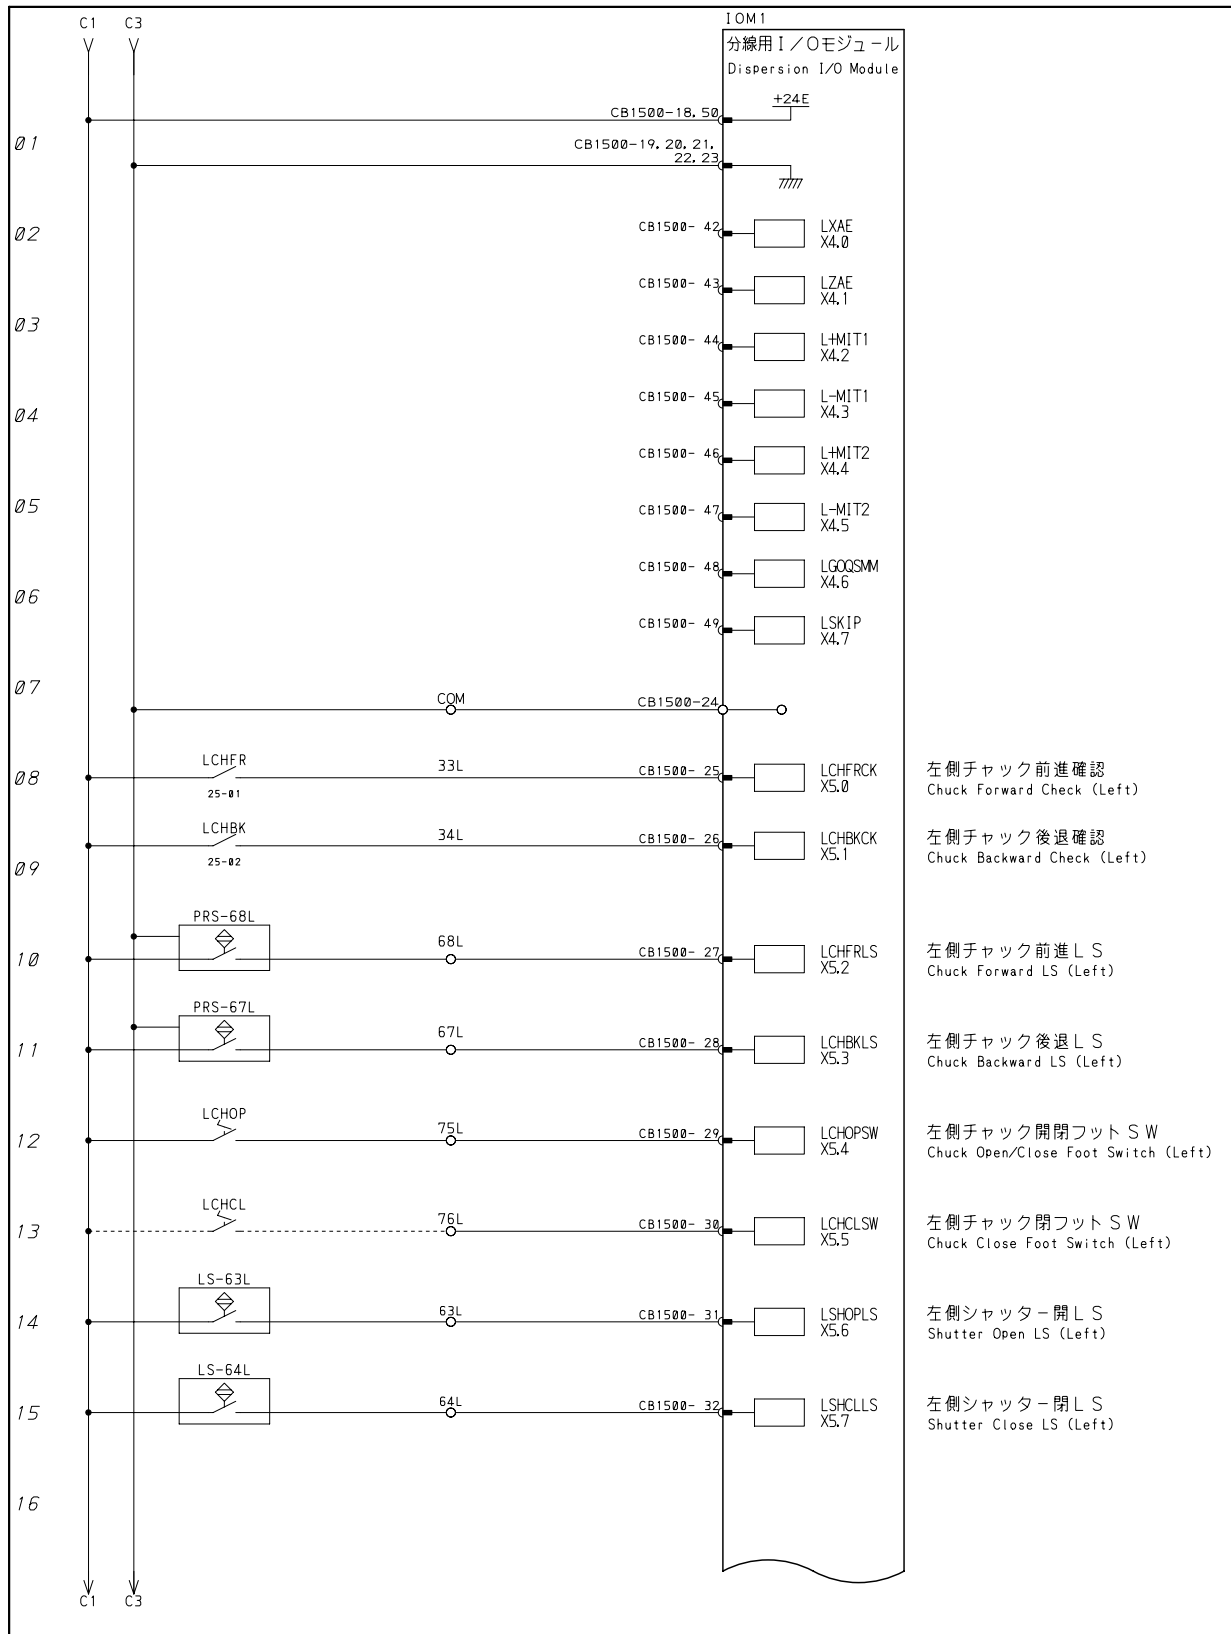 C1 C3
IOM1
分線用I/Oモジュール
Dispersion I/O Module
+24E
CB1500-18,50
01
CB1500-19,20,21,
22,23
02
CB1500- 42
LXAE
X4.0
CB1500- 43
LZAE
X4.1
03
CB1500- 44
L+MIT1
X4.2
CB1500- 45
L-MIT1
X4.3
04
CB1500- 46
L+MIT2
X4.4
05
CB1500- 47
L-MIT2
X4.5
CB1500- 48
LGOQSMM
X4.6
06
CB1500- 49
LSKIP
X4.7
07
COM
CB1500-24
08
LCHFR
25-01
33L
CB1500- 25
LCHFRCK
X5.0
左側チャック前進確認
Chuck Forward Check (Left)
LCHBK
25-02
34L
CB1500- 26
LCHBKCK
X5.1
左側チャック後退確認
Chuck Backward Check (Left)
09
PRS-68L
10
68L
CB1500- 27
LCHFRLS
X5.2
左側チャック前進LS
Chuck Forward LS (Left)
PRS-67L
11
67L
CB1500- 28
LCHBKLS
X5.3
左側チャック後退LS
Chuck Backward LS (Left)
LCHOP
12
75L
CB1500- 29
LCHOPSW
X5.4
左側チャック開閉フットSW
Chuck Open/Close Foot Switch (Left)
LCHCL
13
76L
CB1500- 30
LCHCLSW
X5.5
左側チャック閉フットSW
Chuck Close Foot Switch (Left)
LS-63L
14
63L
CB1500- 31
LSHOPLS
X5.6
左側シャッター開LS
Shutter Open LS (Left)
LS-64L
15
64L
CB1500- 32
LSHCLLS
X5.7
左側シャッター閉LS
Shutter Close LS (Left)
16
C1 C3